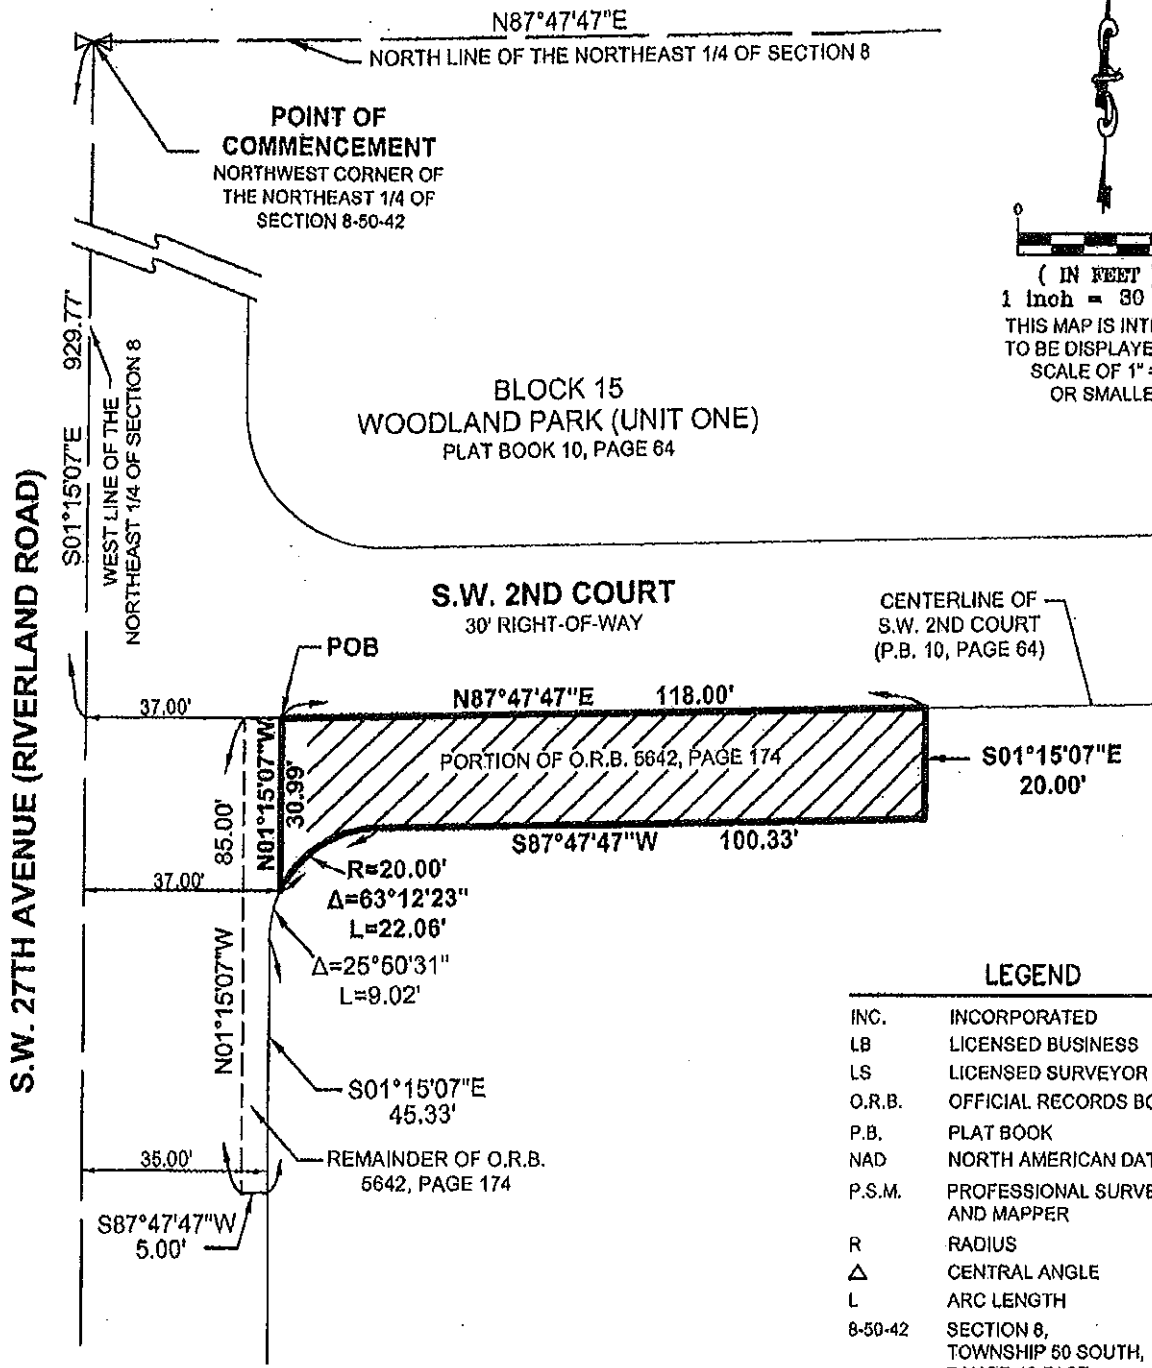 N87°47'47"E
NORTH LINE OF THE NORTHEAST 1/4 OF SECTION 8
POINT OF
COMMENCEMENT
NORTHWEST CORNER OF
THE NORTHEAST 1/4 OF
SECTION 8-50-42
0
( IN FEET
1 inch = 30
THIS MAP IS INT
TO BE DISPLAYE
SCALE OF 1" =
OR SMALLE
S01°15'07"E 929.77'
WEST LINE OF THE
NORTHEAST 1/4 OF SECTION 8
BLOCK 15
WOODLAND PARK (UNIT ONE)
PLAT BOOK 10, PAGE 64
S.W. 27TH AVENUE (RIVERLAND ROAD)
S.W. 2ND COURT
30' RIGHT-OF-WAY
CENTERLINE OF
S.W. 2ND COURT
(P.B. 10, PAGE 64)
POB
37.00'
N87°47'47"E 118.00'
PORTION OF O.R.B. 5642, PAGE 174
S01°15'07"E
20.00'
N01°15'07"W
30.99'
85.00'
S87°47'47"W 100.33'
37.00'
R=20.00'
Δ=63°12'23"
L=22.06'
Δ=25°50'31"
L=9.02'
N01°15'07"W
S01°15'07"E
45.33'
35.00'
REMAINDER OF O.R.B.
5642, PAGE 174
S87°47'47"W
5.00'
LEGEND
INC. INCORPORATED
LB LICENSED BUSINESS
LS LICENSED SURVEYOR
O.R.B. OFFICIAL RECORDS BO
P.B. PLAT BOOK
NAD NORTH AMERICAN DAT
P.S.M. PROFESSIONAL SURVE
AND MAPPER
R RADIUS
Δ CENTRAL ANGLE
L ARC LENGTH
8-50-42 SECTION 8,
TOWNSHIP 50 SOUTH,